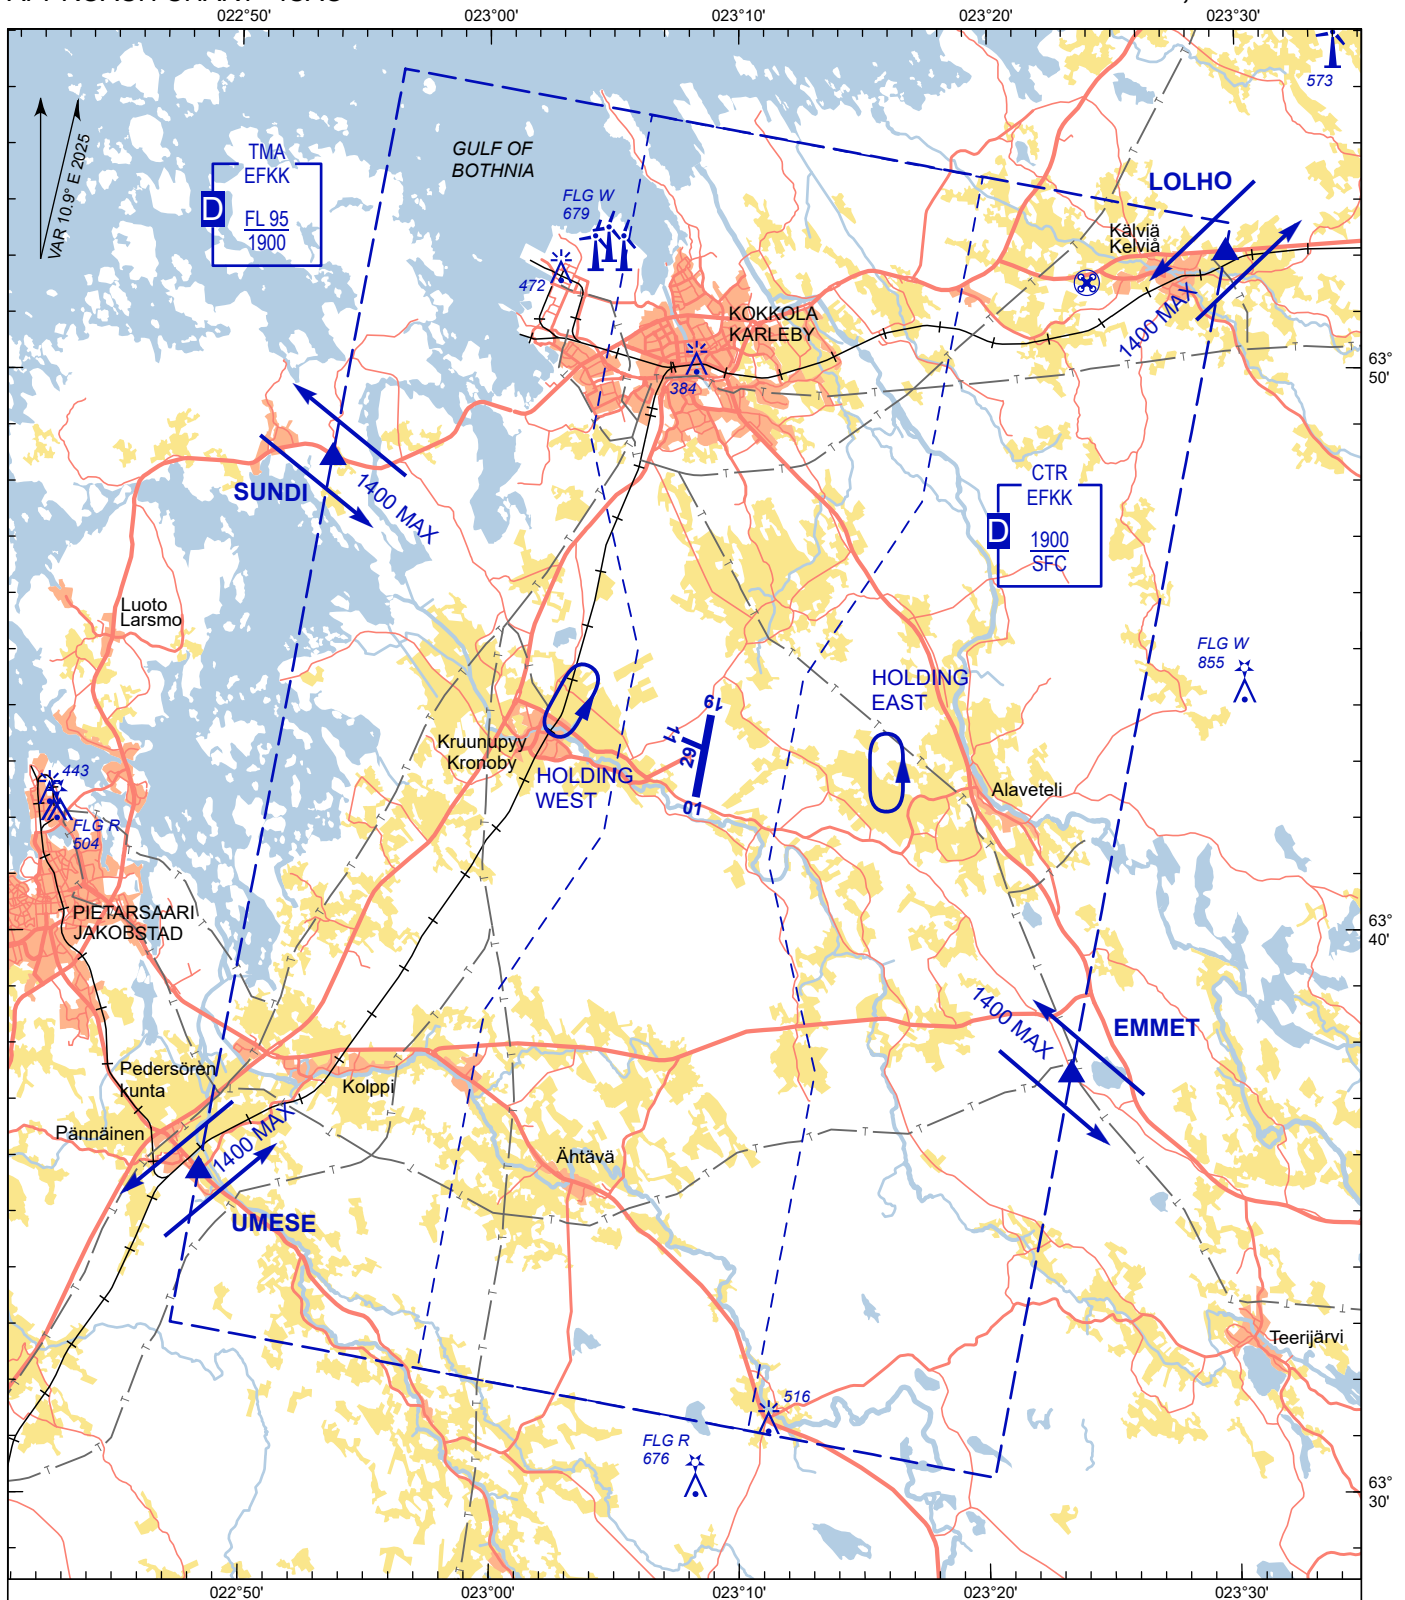 022°50'
023°00'
023°10'
023°20'
023°30'
573
VAR 10.9° E 2025
TMA
EFKK
D
FL 95
1900
GULF OF
BOTHNIA
FLG W
679
472
LOLHO
Kälviä
Kelviå
1400 MAX
KOKKOLA
KARLEBY
384
63°
50'
SUNDI
1400 MAX
CTR
EFKK
D
1900
SFC
Luoto
Larsmo
FLG W
855
HOLDING
EAST
19
11
29
01
Kruunupyy
Kronoby
HOLDING
WEST
443
FLG R
504
Alaveteli
PIETARSAARI
JAKOBSTAD
63°
40'
1400 MAX
EMMET
Pedersören
kunta
Kolppi
Pännäinen
1400 MAX
Ähtävä
UMESE
Teerijärvi
516
FLG R
676
63°
30'
022°50'
023°00'
023°10'
023°20'
023°30'